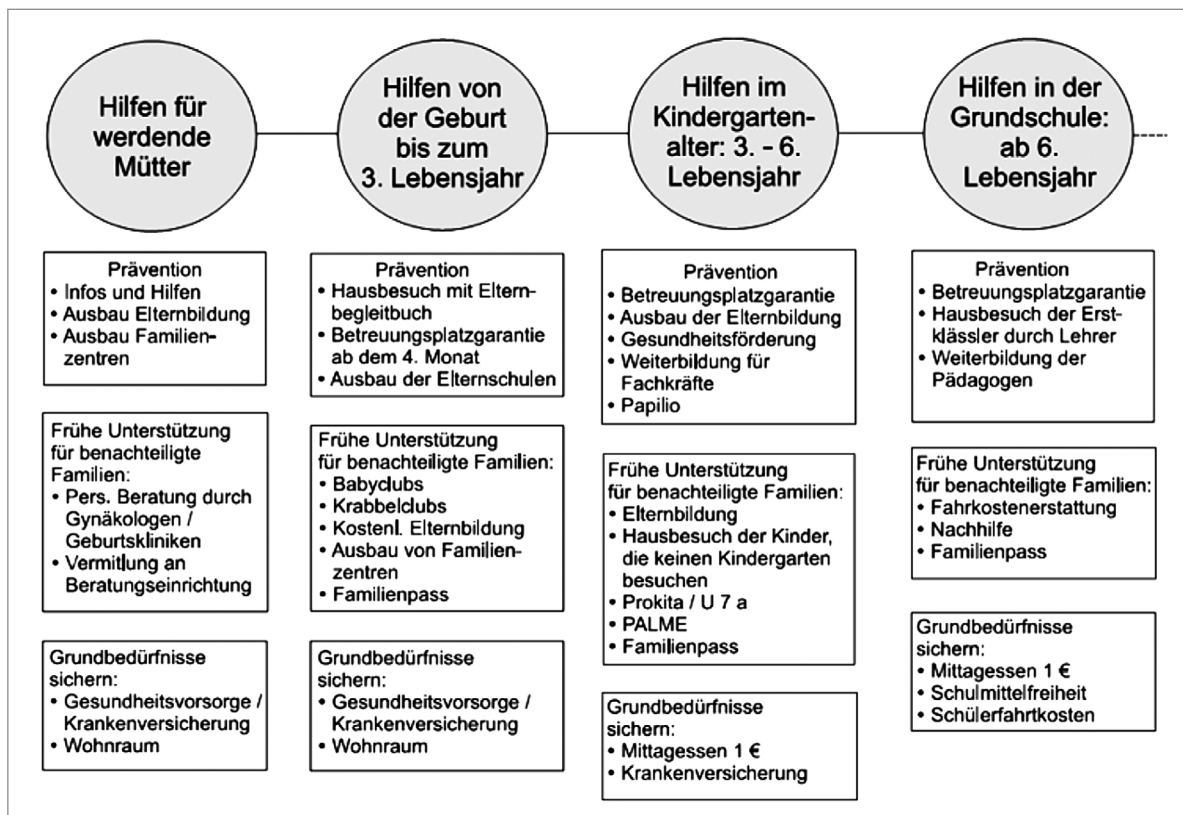 Hilfen für
werdende
Mütter
Hilfen von
der Geburt
bis zum
3. Lebensjahr
Hilfen im
Kindergarten-
alter: 3. - 6.
Lebensjahr
Hilfen in der
Grundschule:
ab 6.
Lebensjahr
Prävention
• Infos und Hilfen
• Ausbau Elternbildung
• Ausbau Familien-
zentren
Frühe Unterstützung
für benachteiligte
Familien:
• Pers. Beratung durch
Gynäkologen /
Geburtskliniken
• Vermitlung an
Beratungseinrichtung
Grundbedürfnisse
sichern:
• Gesundheitsvorsorge /
Krankenversicherung
• Wohnraum
Prävention
• Hausbesuch mit Eltern-
begleitbuch
• Betreuungsplatzgarantie
ab dem 4. Monat
• Ausbau der Elternschulen
Frühe Unterstützung
für benachteiligte Familien:
• Babyclubs
• Krabbelclubs
• Kostenl. Elternbildung
• Ausbau von Familien-
zentren
• Familienpass
Grundbedürfnisse
sichern:
• Gesundheitsvorsorge /
Krankenversicherung
• Wohnraum
Prävention
• Betreuungsplatzgarantie
• Ausbau der Elternbildung
• Gesundheitsförderung
• Weiterbildung für
Fachkräfte
• Papilio
Frühe Unterstützung
für benachteiligte Familien:
• Elternbildung
• Hausbesuch der Kinder,
die keinen Kindergarten
besuchen
• Prokita / U 7 a
• PALME
• Familienpass
Grundbedürfnisse
sichern:
• Mittagessen 1 €
• Krankenversicherung
Prävention
• Betreuungsplatzgarantie
• Hausbesuch der Erst-
klässler durch Lehrer
• Weiterbildung der
Pädagogen
Frühe Unterstützung
für benachteiligte Familien:
• Fahrkostenerstattung
• Nachhilfe
• Familienpass
Grundbedürfnisse
sichern:
• Mittagessen 1 €
• Schulmittelfreiheit
• Schülerfahrtkosten